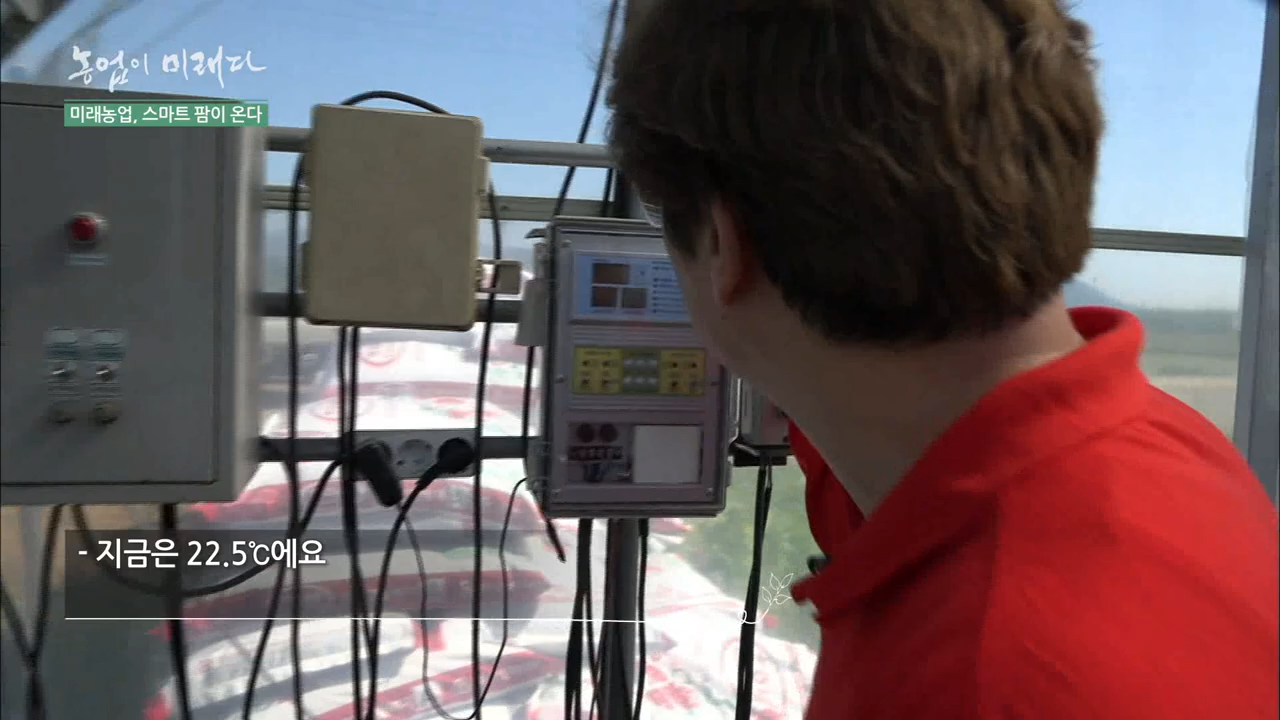 농업이 미래다
미래농업, 스마트 팜이 온다
- 지금은 22.5℃에요